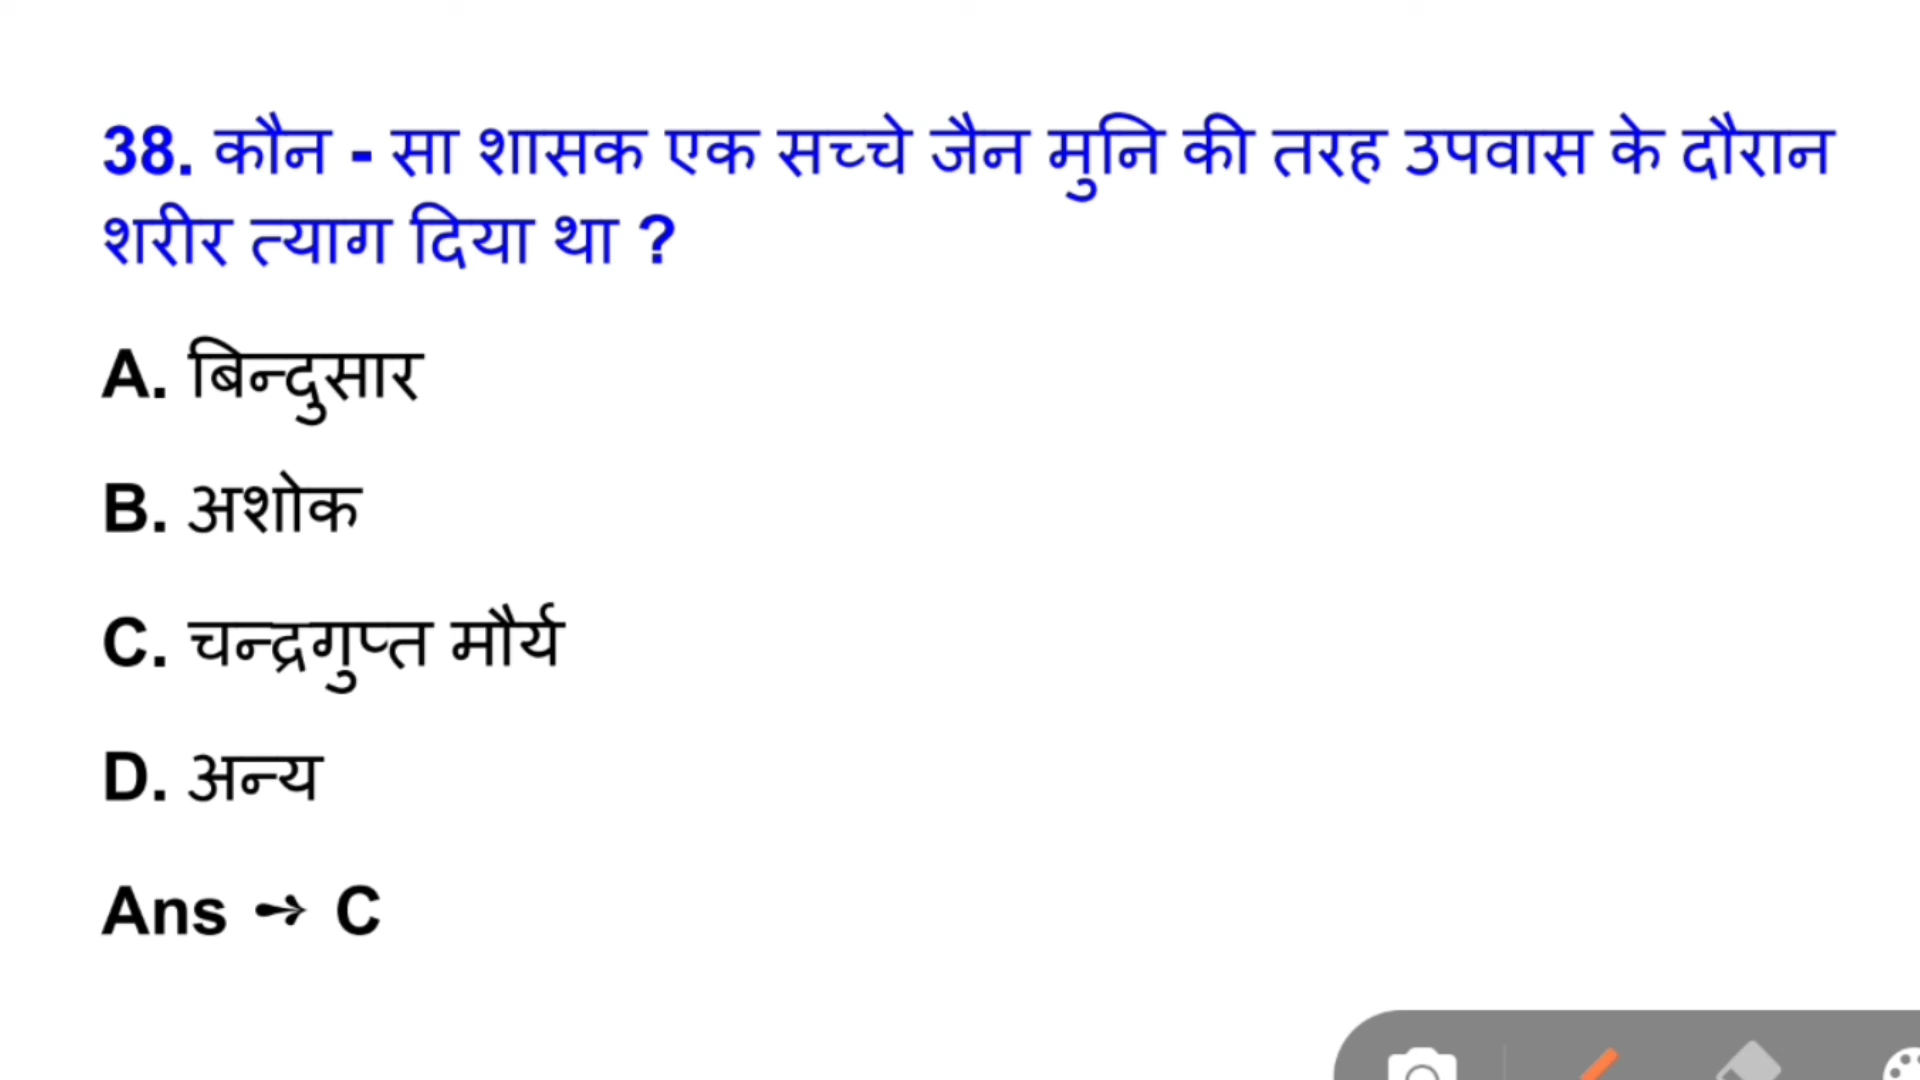 38. कौन - सा शासक एक सच्चे जैन मुनि की तरह उपवास के दौरान
शरीर त्याग दिया था ?
A. बिन्दुसार
B. अशोक
C. चन्द्रगुप्त मौर्य
D. अन्य
Ans ➻ C